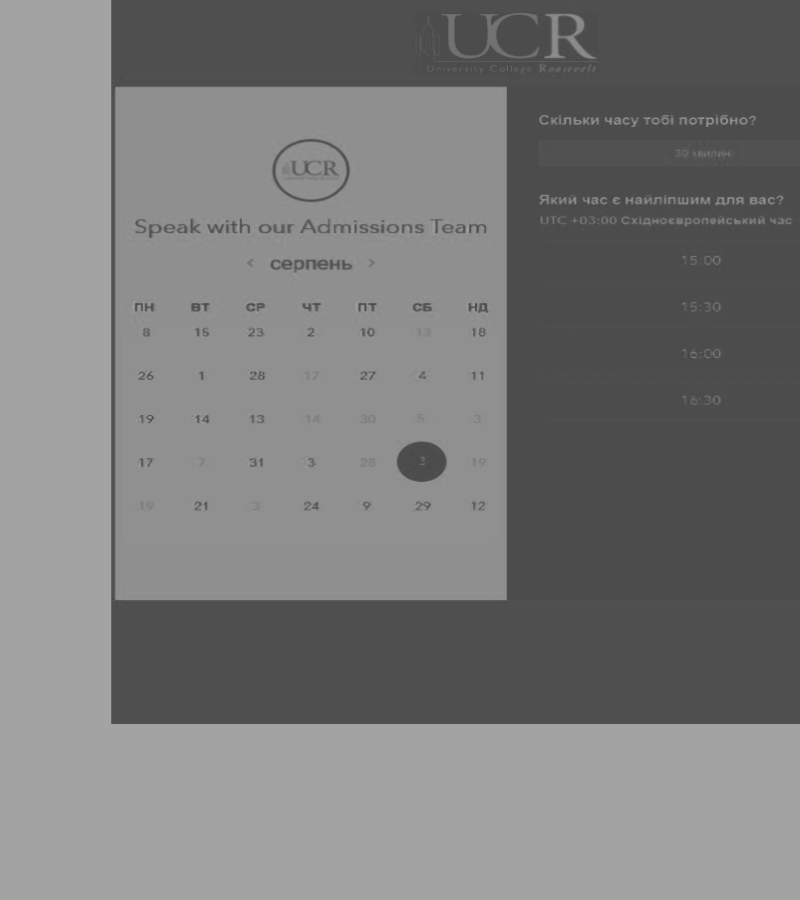 UCR
University College Roosevelt
UCR
Speak with our Admissions Team
‹ серпень ›
ПН ВТ СР ЧТ ПТ СБ НД
8 15 23 2 10 13 18
26 1 28 17 27 4 11
19 14 13 14 30 5 3
17 7 31 3 28 3 19
19 21 3 24 9 29 12
Скільки часу тобі потрібно?
30 хвилин
Який час є найліпшим для вас?
UTC +03:00 Східноєвропейський час
15:00
15:30
16:00
16:30